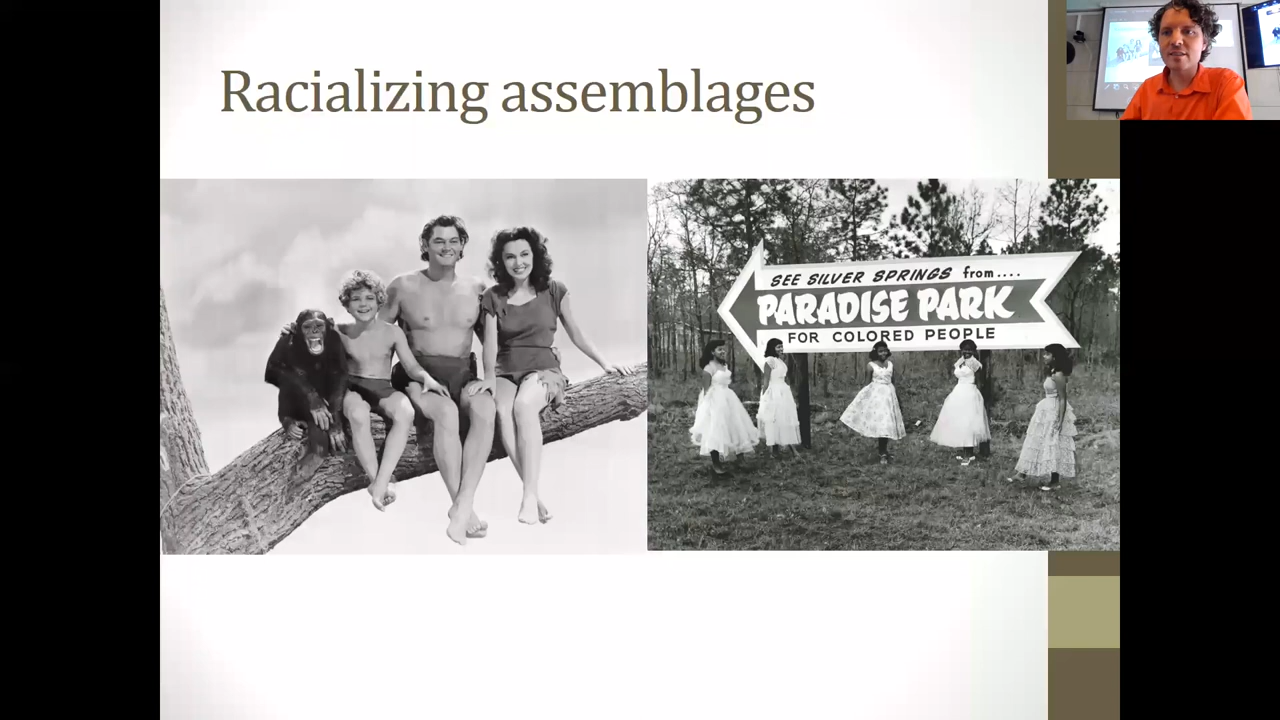 Racializing assemblages
SEE SILVER SPRINGS from....
PARADISE PARK
FOR COLORED PEOPLE